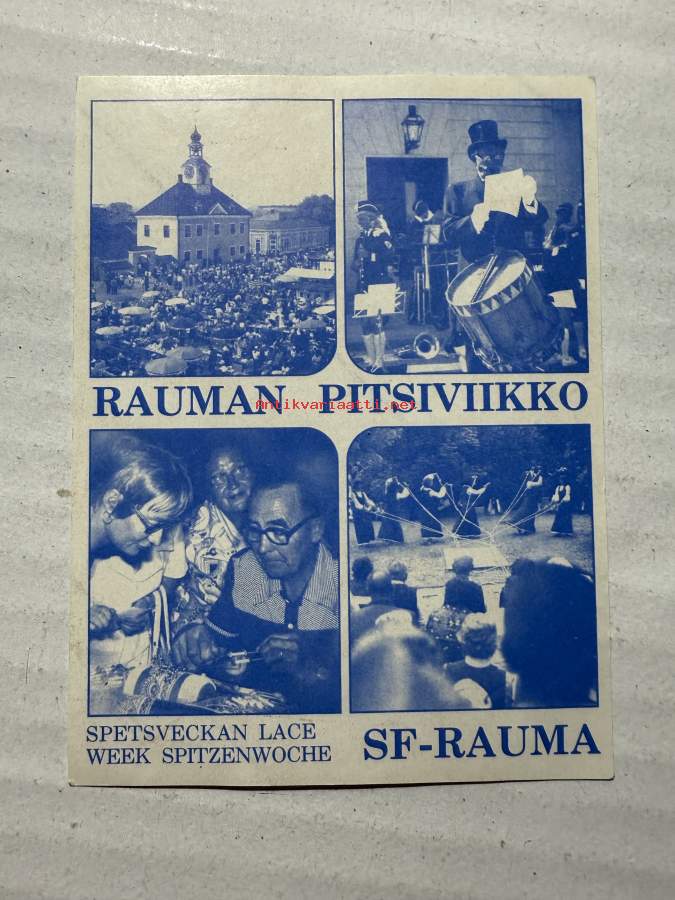 RAUMAN PITSIVIIKKO
Antikvariaatti.net
SPETSVECKAN LACE
WEEK SPITZENWOCHE
SF-RAUMA